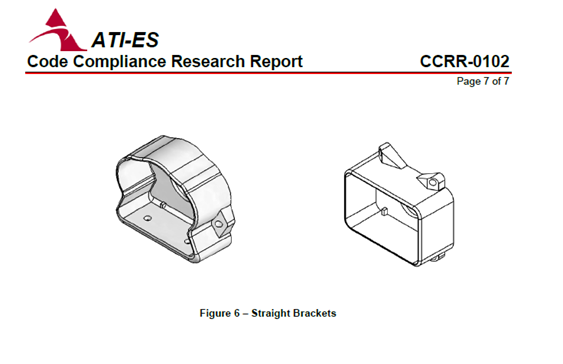 ATI-ES
Code Compliance Research Report CCRR-0102
Page 7 of 7
Figure 6 – Straight Brackets